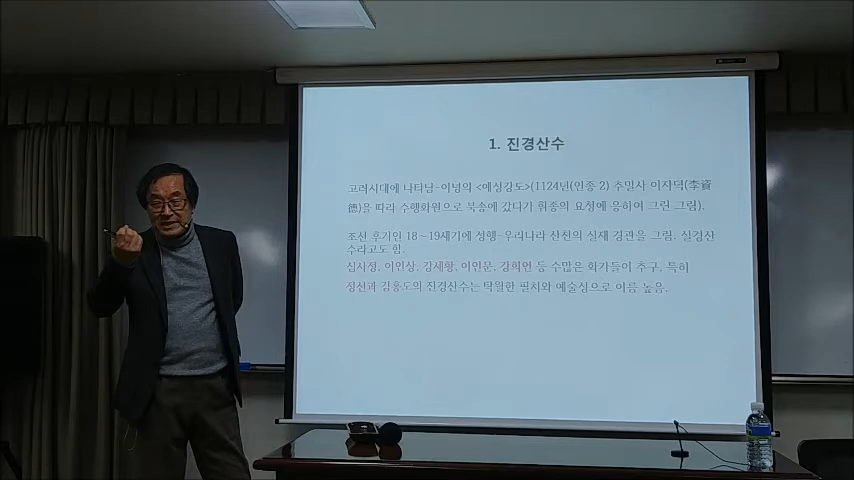 1. 진경산수
고려시대에 나타남-이녕의 <예성강도>(1124년(인종 2) 추밀사 이자덕(李資
德)을 따라 수행화원으로 북송에 갔다가 휘종의 요청에 응하여 그린 그림).
조선 후기인 18~19세기에 성행-우리나라 산천의 실재 경관을 그림. 실경산
수라고도 힘.
심사정, 이인상, 강세황, 이인문, 강희언 등 수많은 화가들이 추구, 특히
정선과 김홍도의 진경산수는 탁월한 필치와 예술성으로 이름 높음.